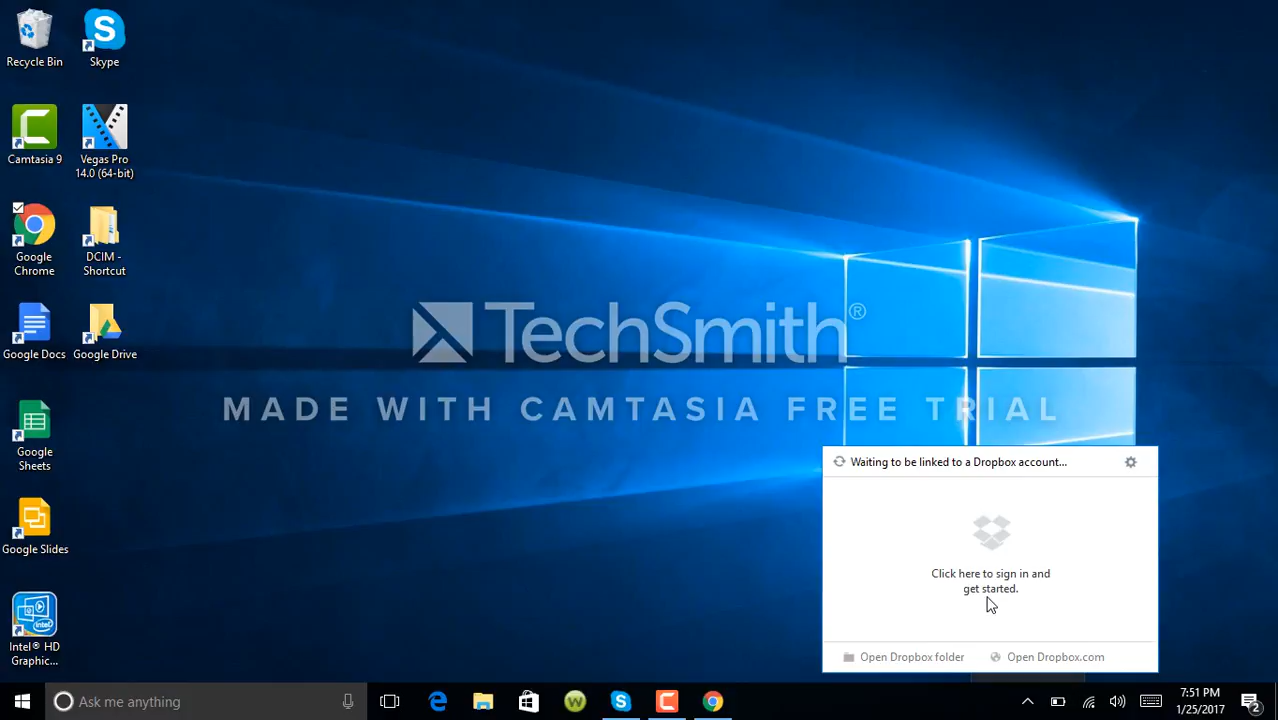 Recycle Bin
Skype
Camtasia 9
Vegas Pro
14.0 (64-bit)
Google
Chrome
DCIM -
Shortcut
Google Docs
Google Drive
Google
Sheets
Google Slides
Intel® HD
Graphic...
TechSmith®
MADE WITH CAMTASIA FREE TRIAL
Waiting to be linked to a Dropbox account...
Click here to sign in and
get started.
Open Dropbox folder
Open Dropbox.com
Ask me anything
7:51 PM
1/25/2017
2